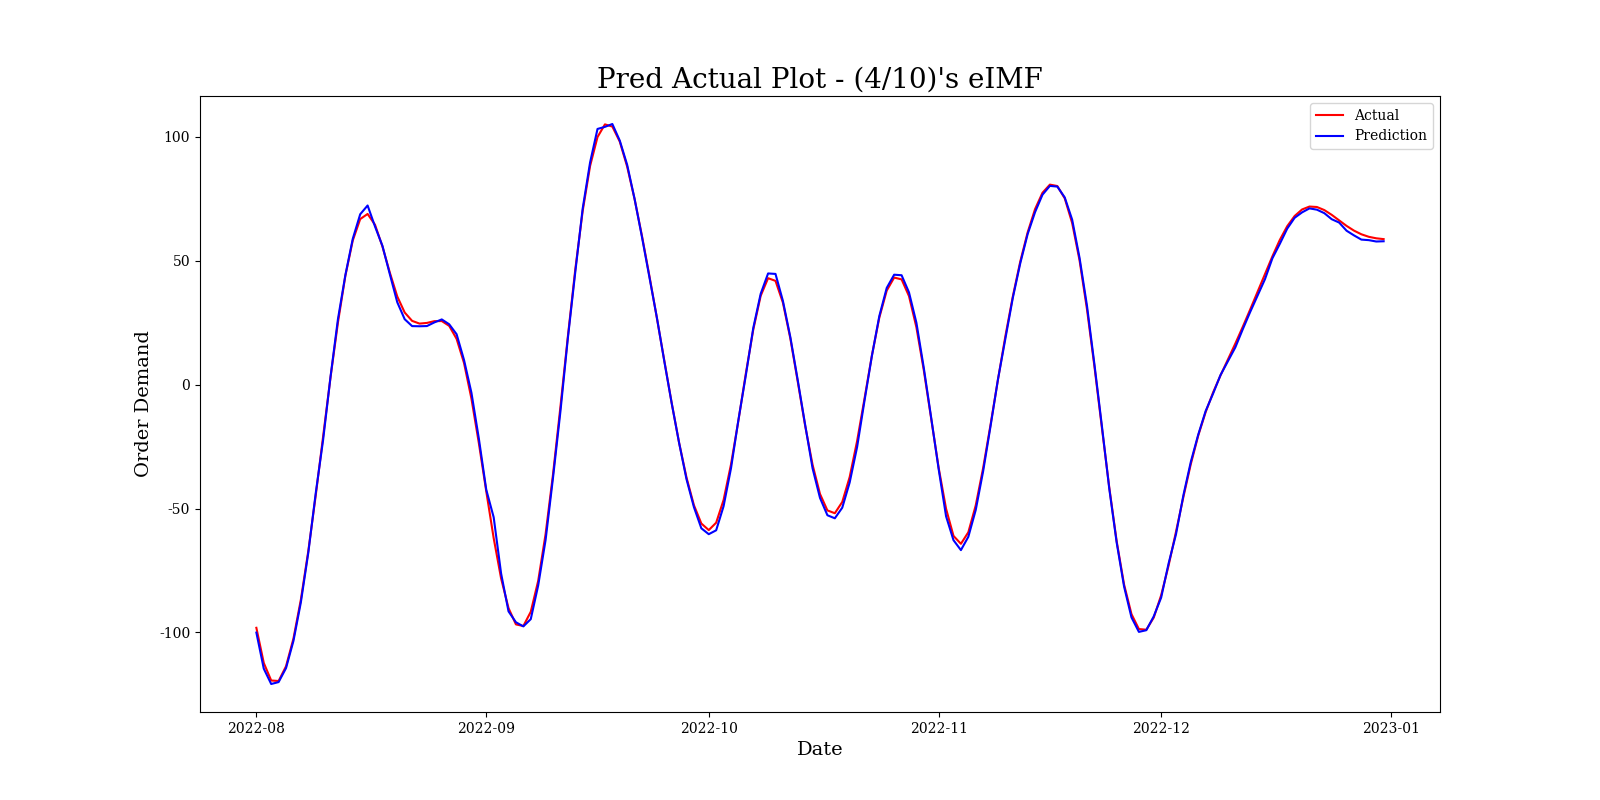 Pred Actual Plot - (4/10)'s eIMF
Actual
Prediction
100
50
0
-50
-100
Order Demand
2022-08
2022-09
2022-10
2022-11
2022-12
2023-01
Date